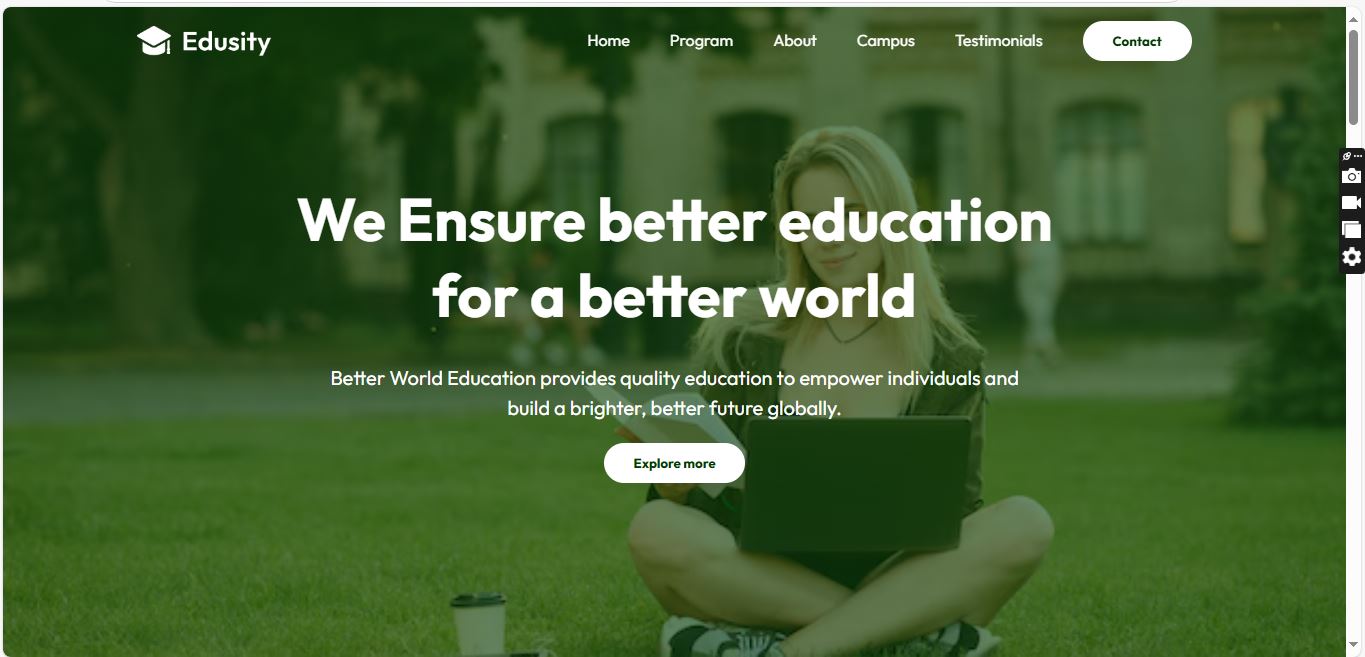 Edusity
Home Program About Campus Testimonials Contact
We Ensure better education
for a better world
Better World Education provides quality education to empower individuals and
build a brighter, better future globally.
Explore more